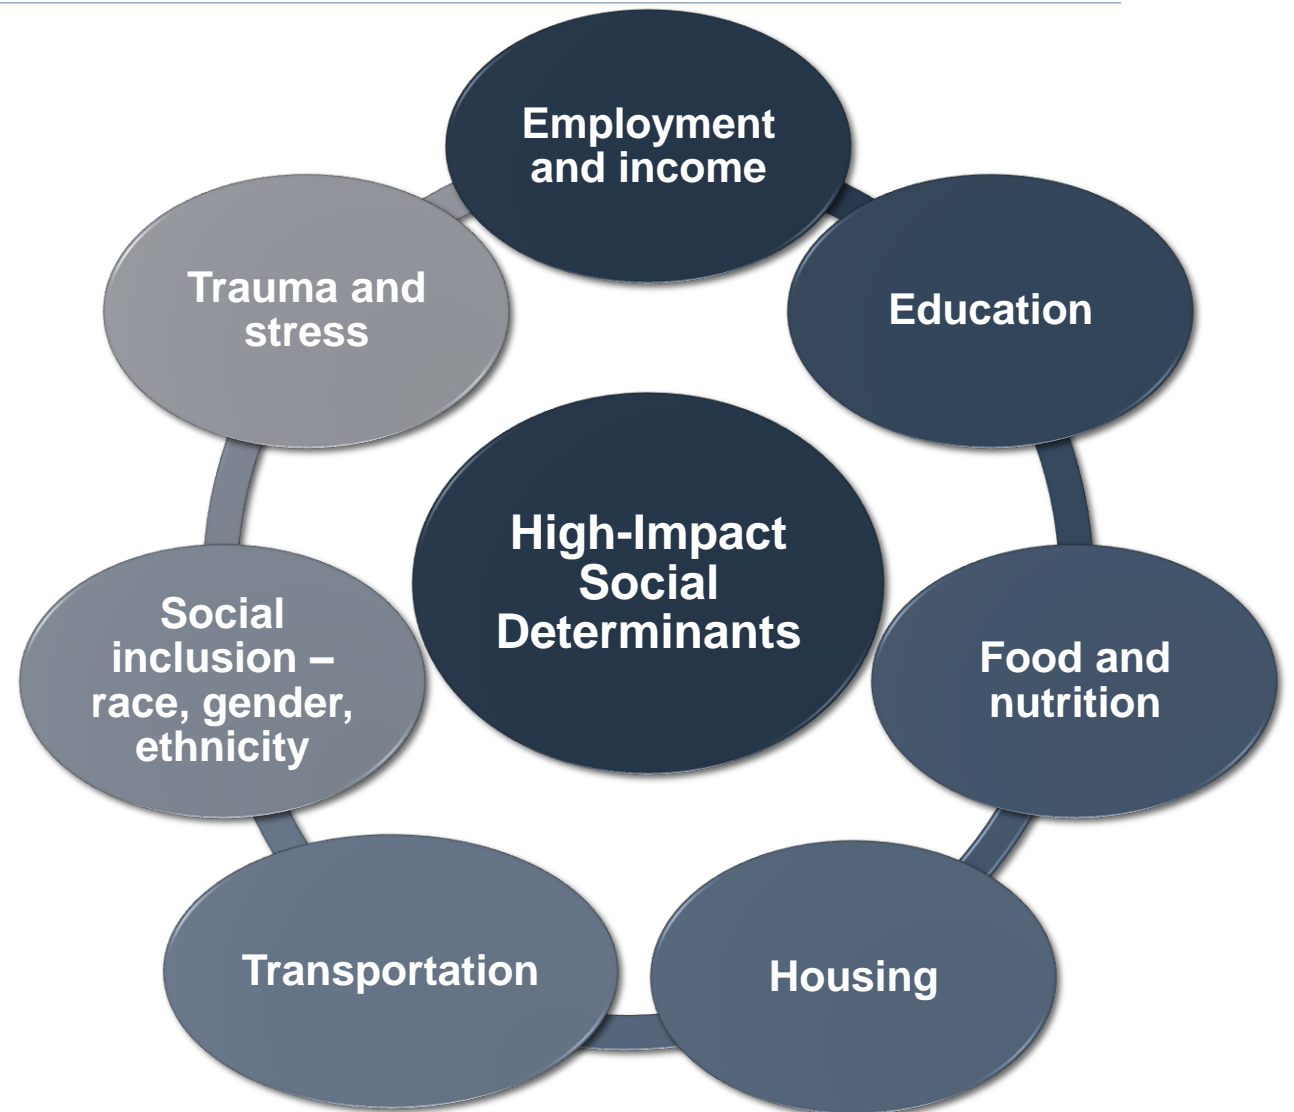 Employment
and income
Education
Food and
nutrition
Housing
Transportation
Social
inclusion –
race, gender,
ethnicity
Trauma and
stress
High-Impact
Social
Determinants